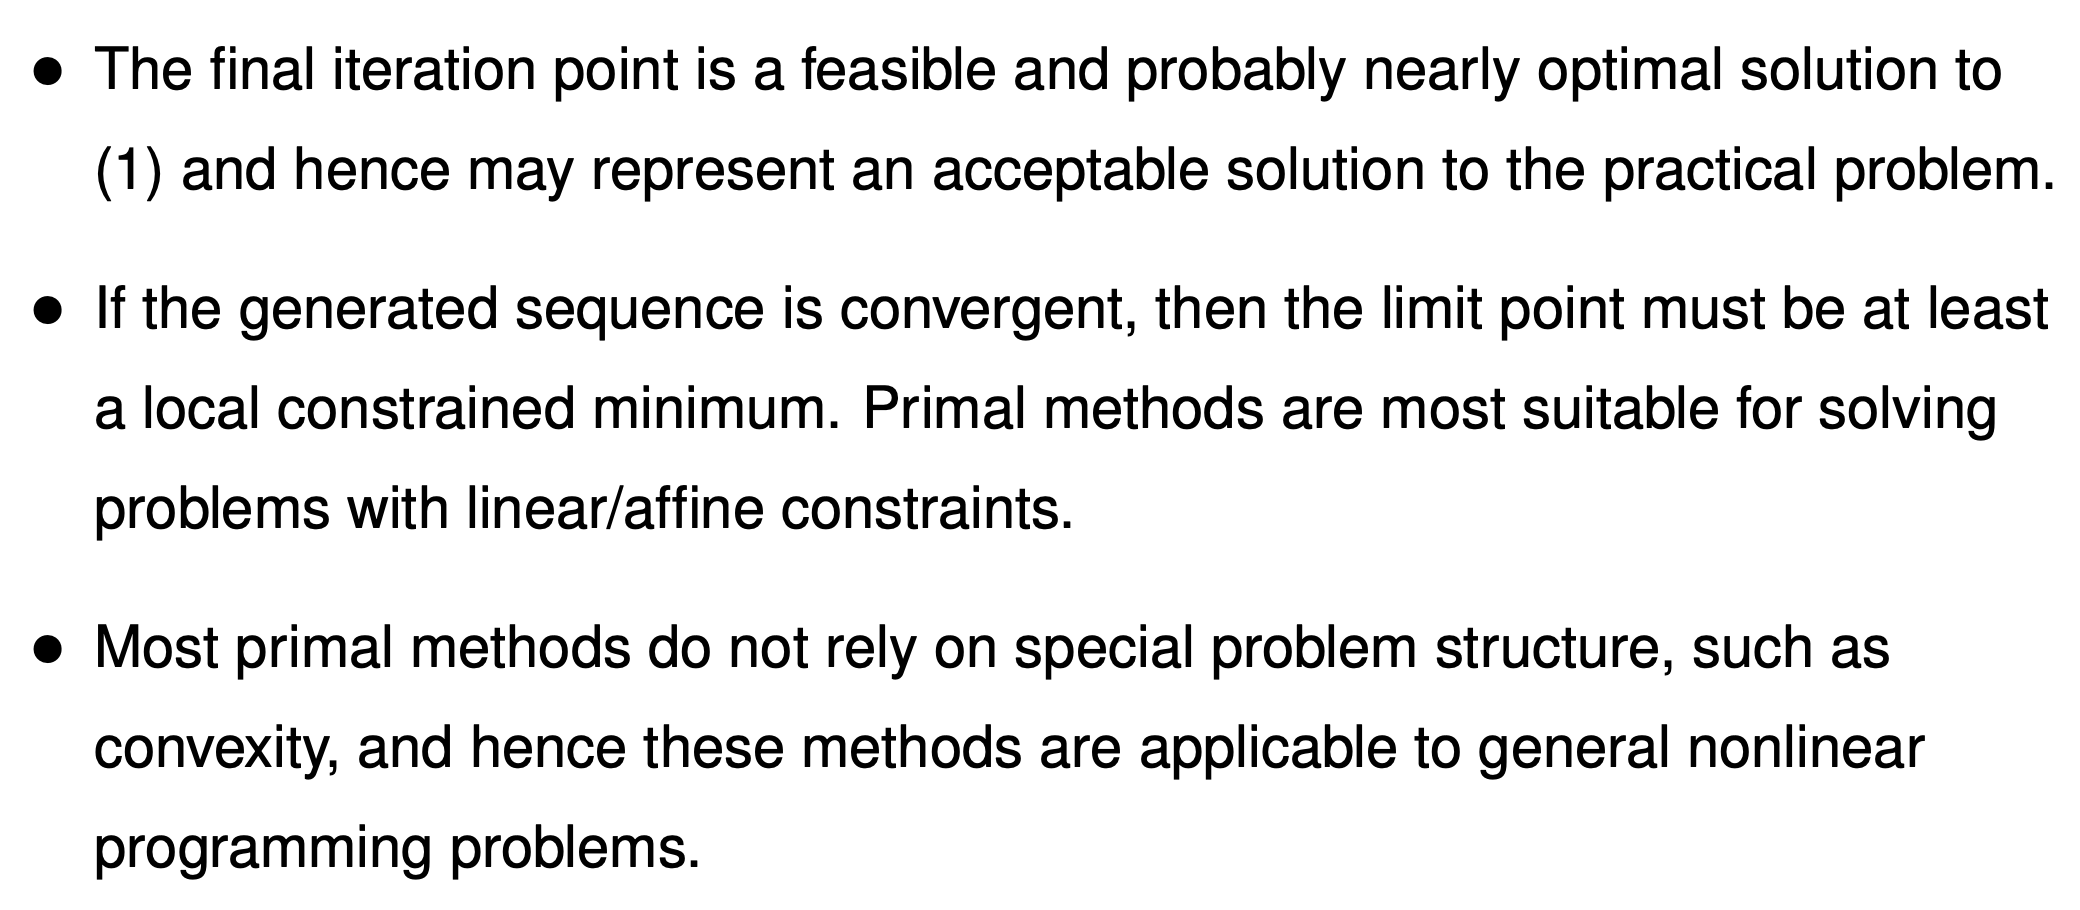 ● The final iteration point is a feasible and probably nearly optimal solution to
(1) and hence may represent an acceptable solution to the practical problem.
● If the generated sequence is convergent, then the limit point must be at least
a local constrained minimum. Primal methods are most suitable for solving
problems with linear/affine constraints.
● Most primal methods do not rely on special problem structure, such as
convexity, and hence these methods are applicable to general nonlinear
programming problems.